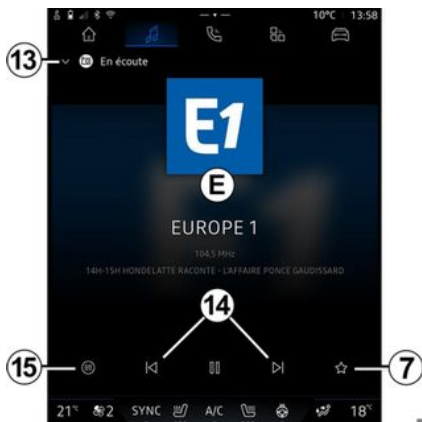 10°C 13:58
13
En écoute
E1
E
EUROPE 1
104,5 MHz
14H-15H HONDELATTE RACONTE - L'AFFAIRE PONCE GAUDISSARD
14
15
7
21°C 2 SYNC A/C 18°C